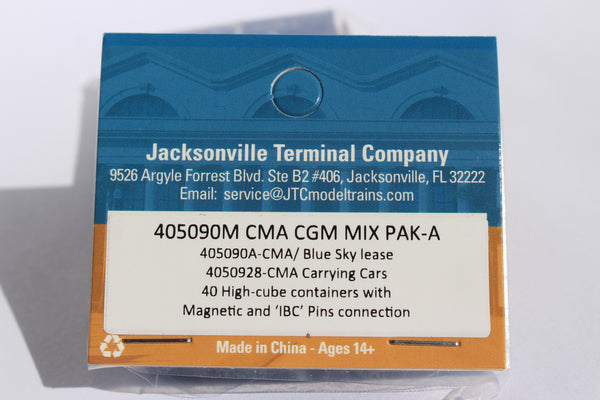 Jacksonville Terminal Company
9526 Argyle Forrest Blvd. Ste B2 #406, Jacksonville, FL 32222
Email: service@JTCmodeltrains.com
405090M CMA CGM MIX PAK-A
405090A-CMA/ Blue Sky lease
4050928-CMA Carrying Cars
40 High-cube containers with
Magnetic and ‘IBC’ Pins connection
Made in China - Ages 14+